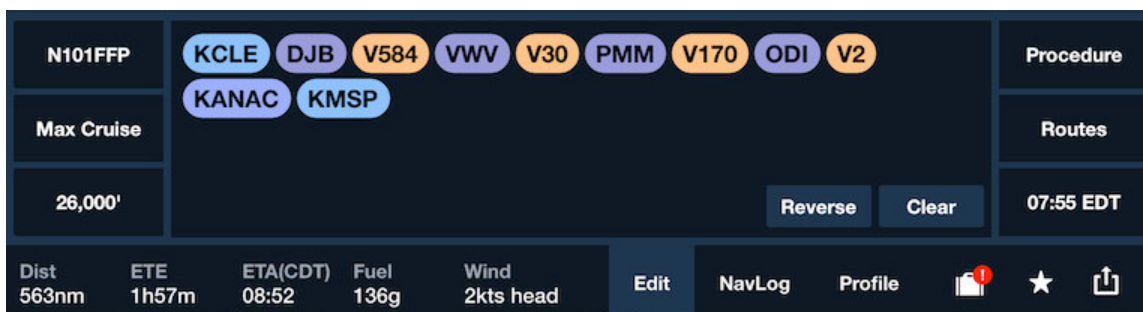 N101FFP
Max Cruise
26,000'
KCLE DJB V584 VWV V30 PMM V170 ODI V2
KANAC KMSP
Reverse Clear
Procedure
Routes
07:55 EDT
Dist ETE ETA(CDT) Fuel Wind
563nm 1h57m 08:52 136g 2kts head
Edit NavLog Profile !